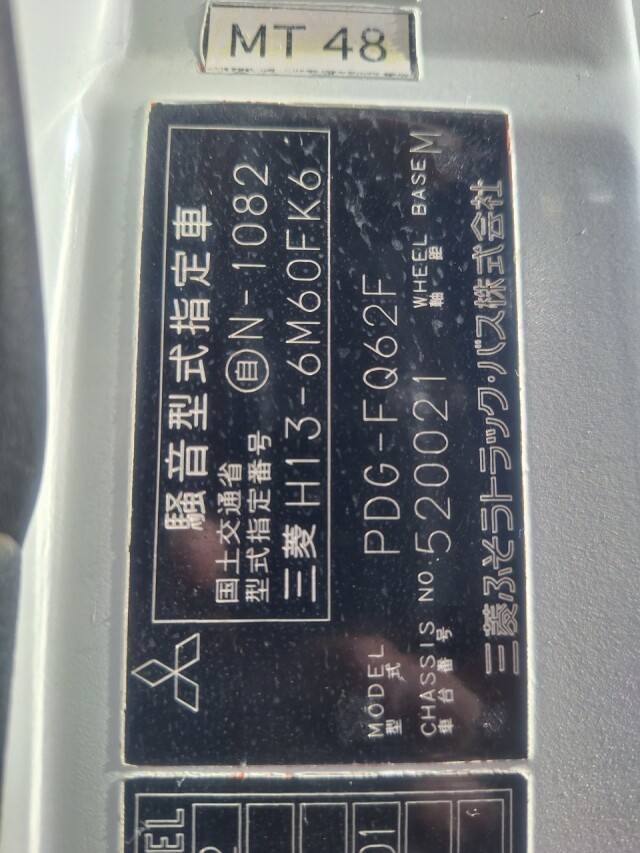 MT 48
騒音型式指定車
国土交通省
型式指定番号 自N-1082
三菱 H13-6M60FK6
MODEL
型式 PDG-FQ62F
CHASSIS NO.
車台番号 520021
WHEEL BASE
軸距 M
三菱ふそうトラック・バス株式会社
01